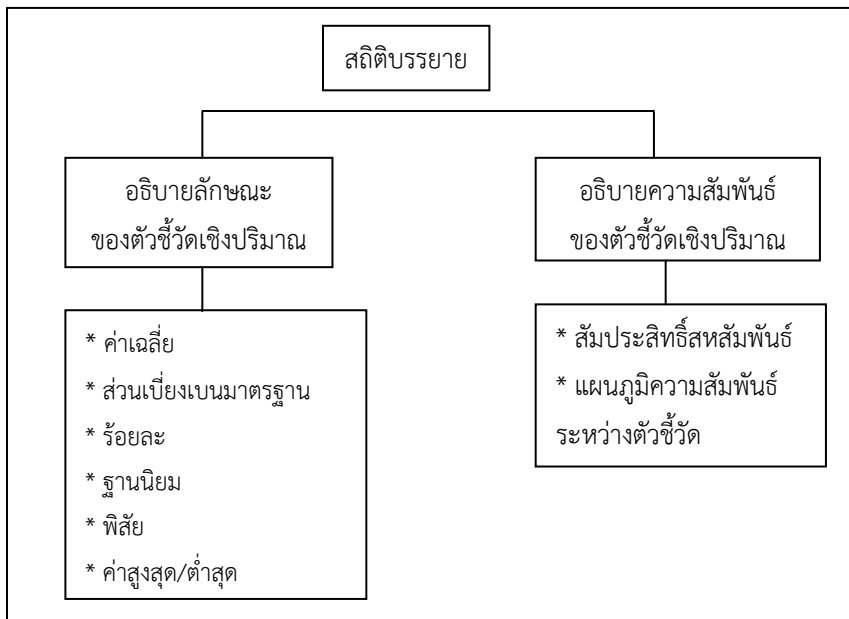 สถิติบรรยาย
อธิบายลักษณะ
ของตัวชี้วัดเชิงปริมาณ
* ค่าเฉลี่ย
* ส่วนเบี่ยงเบนมาตรฐาน
* ร้อยละ
* ฐานนิยม
* พิสัย
* ค่าสูงสุด/ต่ำสุด
อธิบายความสัมพันธ์
ของตัวชี้วัดเชิงปริมาณ
* สัมประสิทธิ์สหสัมพันธ์
* แผนภูมิความสัมพันธ์
ระหว่างตัวชี้วัด